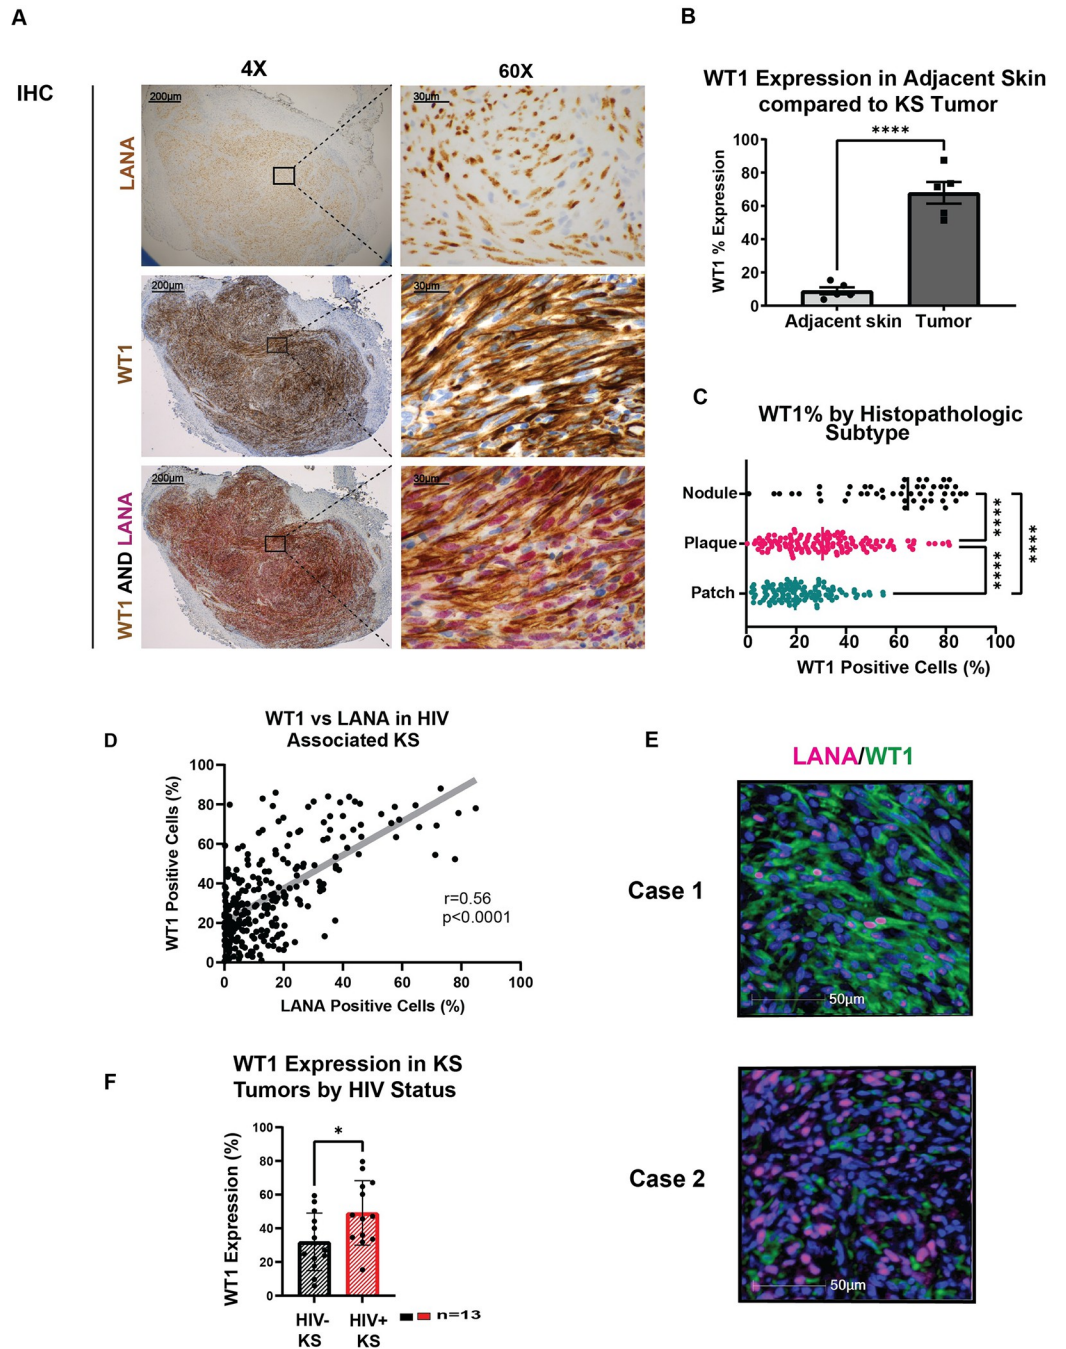 A
IHC
4X
60X
LANA
200µm
30µm
WT1
200µm
30µm
WT1 AND LANA
200µm
30µm
B
WT1 Expression in Adjacent Skin
compared to KS Tumor
****
WT1 % Expression
100
80
60
40
20
0
Adjacent skin
Tumor
C
WT1% by Histopathologic
Subtype
Nodule
Plaque
Patch
****
****
****
0
20
40
60
80
100
WT1 Positive Cells (%)
D
WT1 vs LANA in HIV
Associated KS
WT1 Positive Cells (%)
100
80
60
40
20
0
r=0.56
p<0.0001
0
20
40
60
80
100
LANA Positive Cells (%)
E
LANA/WT1
Case 1
50µm
Case 2
50µm
F
WT1 Expression in KS
Tumors by HIV Status
*
WT1 Expression (%)
100
80
60
40
20
0
HIV-
KS
HIV+
KS
n=13